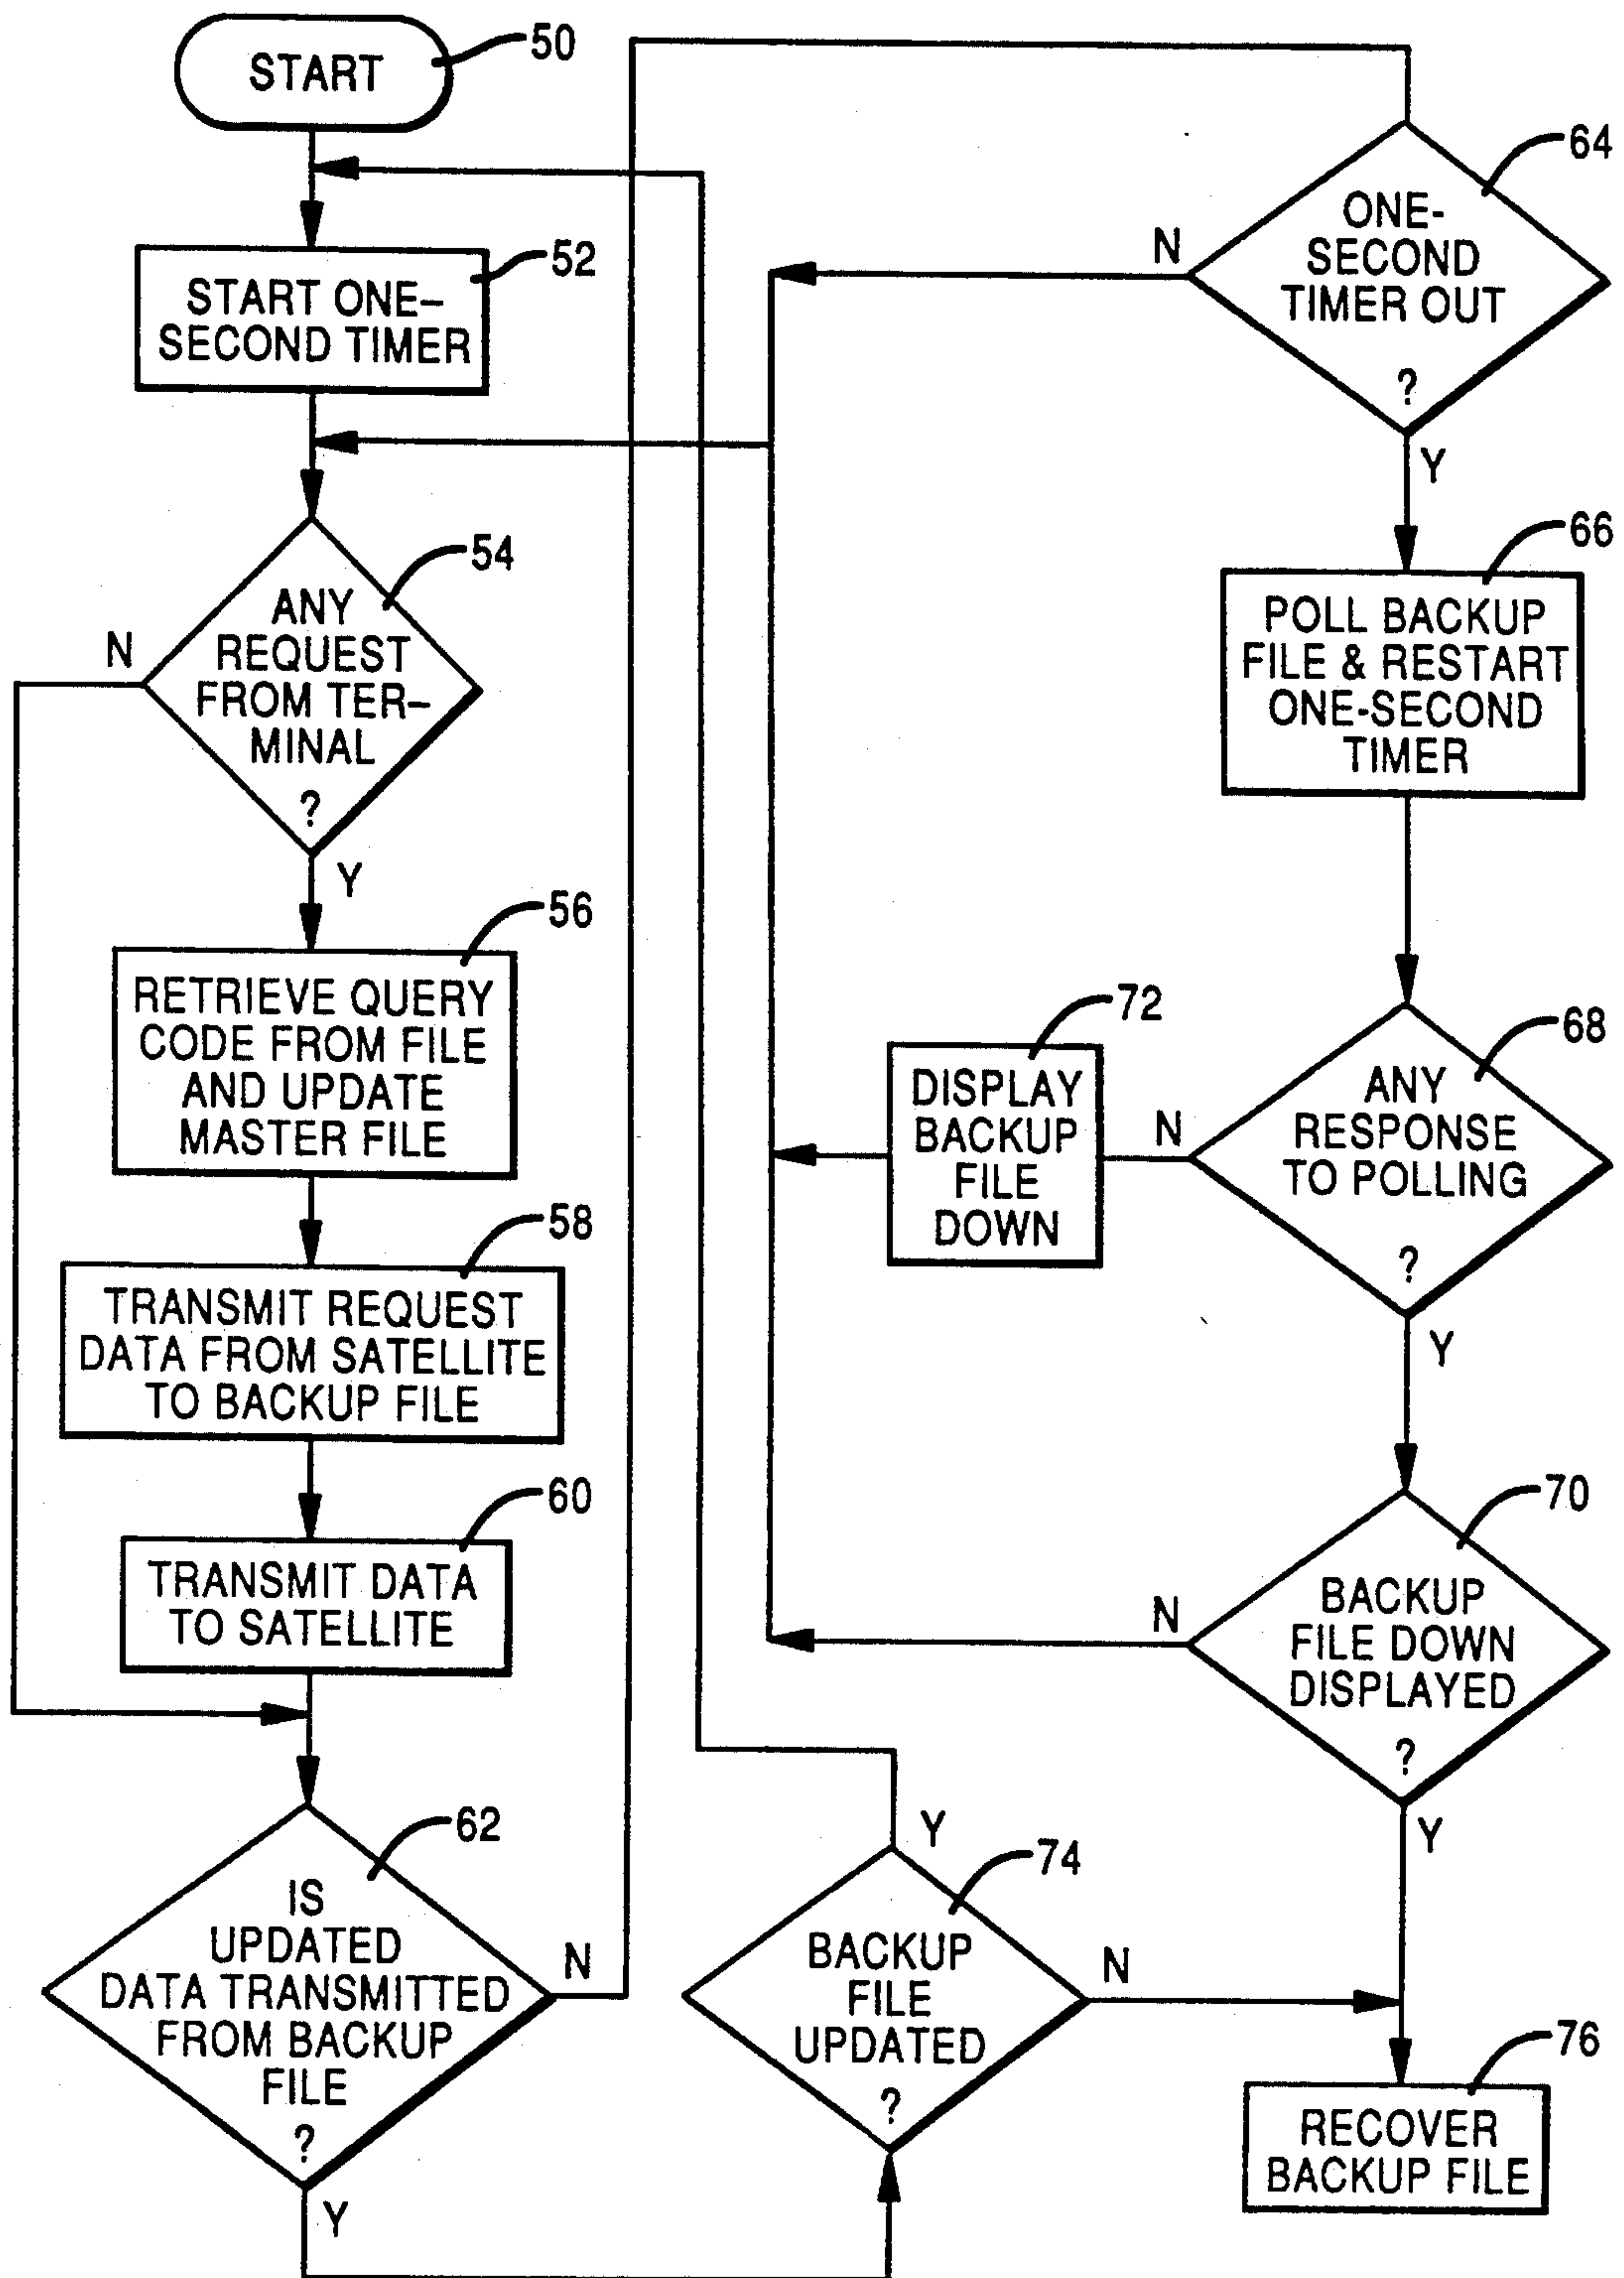 START
50
START ONE-
SECOND TIMER
52
ANY
REQUEST
FROM TER-
MINAL
?
54
N
Y
RETRIEVE QUERY
CODE FROM FILE
AND UPDATE
MASTER FILE
56
TRANSMIT REQUEST
DATA FROM SATELLITE
TO BACKUP FILE
58
TRANSMIT DATA
TO SATELLITE
60
IS
UPDATED
DATA TRANSMITTED
FROM BACKUP
FILE
?
62
N
Y
ONE-
SECOND
TIMER OUT
?
64
N
Y
POLL BACKUP
FILE & RESTART
ONE-SECOND
TIMER
66
ANY
RESPONSE
TO POLLING
?
68
N
Y
DISPLAY
BACKUP
FILE
DOWN
72
BACKUP
FILE DOWN
DISPLAYED
?
70
N
Y
BACKUP
FILE
UPDATED
?
74
Y
N
RECOVER
BACKUP FILE
76